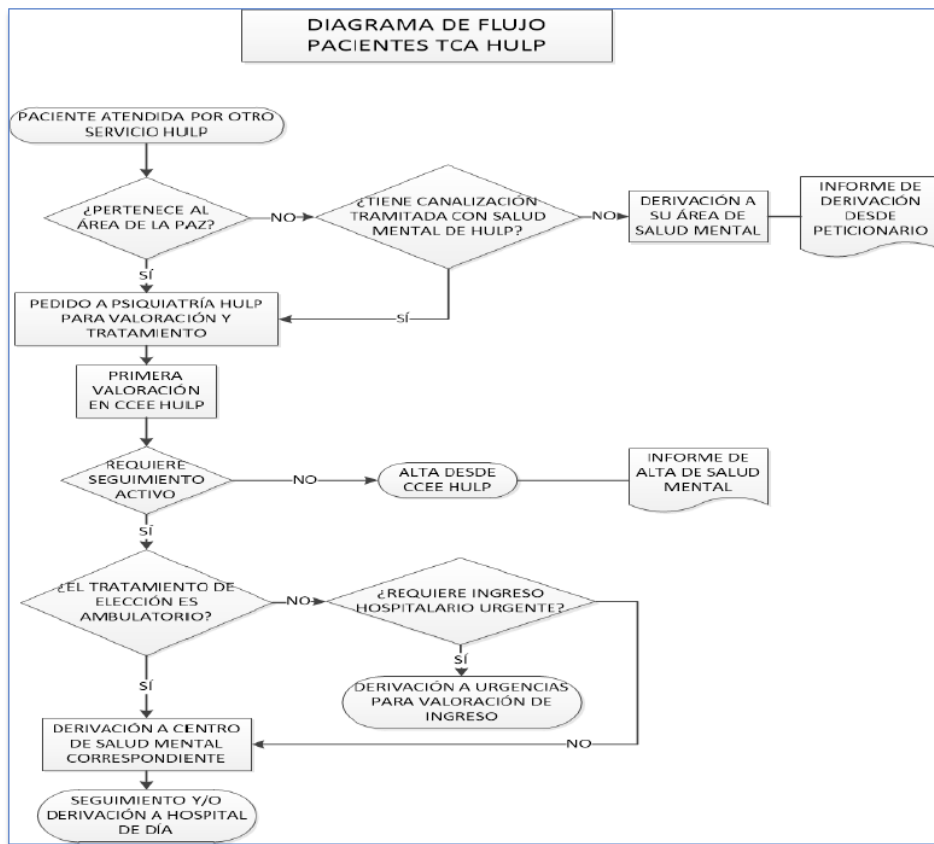 DIAGRAMA DE FLUJO
PACIENTES TCA HULP
PACIENTE ATENDIDA POR OTRO
SERVICIO HULP
¿PERTENECE AL
ÁREA DE LA PAZ?
NO
¿TIENE CANALIZACIÓN
TRAMITADA CON SALUD
MENTAL DE HULP?
NO
DERIVACIÓN A
SU ÁREA DE
SALUD MENTAL
INFORME DE
DERIVACIÓN
DESDE
PETICIONARIO
SÍ
SÍ
PEDIDO A PSIQUIATRÍA HULP
PARA VALORACIÓN Y
TRATAMIENTO
PRIMERA
VALORACIÓN
EN CCEE HULP
REQUIERE
SEGUIMIENTO
ACTIVO
NO
ALTA DESDE
CCEE HULP
INFORME DE
ALTA DE SALUD
MENTAL
SÍ
¿EL TRATAMIENTO DE
ELECCIÓN ES
AMBULATORIO?
NO
¿REQUIERE INGRESO
HOSPITALARIO URGENTE?
SÍ
SÍ
DERIVACIÓN A URGENCIAS
PARA VALORACIÓN DE
INGRESO
NO
DERIVACIÓN A CENTRO
DE SALUD MENTAL
CORRESPONDIENTE
SEGUIMIENTO Y/O
DERIVACIÓN A HOSPITAL
DE DÍA